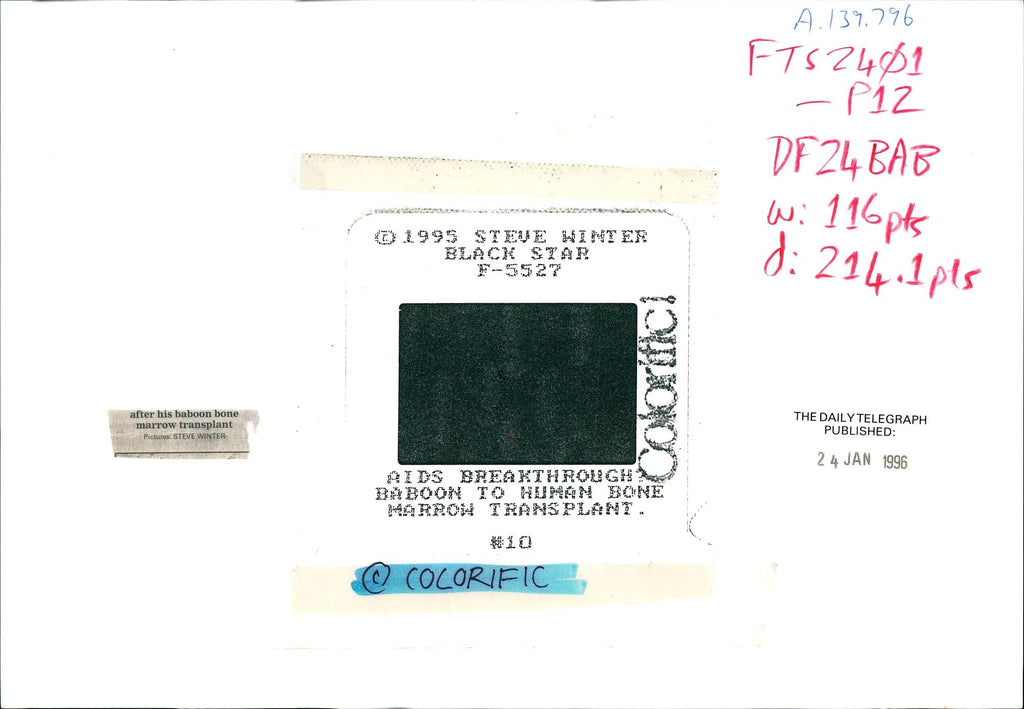 A.139.796
FTS24Ø1
- P12
DF24BAB
w: 116pts
d: 214.1pts
© 1995 STEVE WINTER
BLACK STAR
F-5527
Colorific!
AIDS BREAKTHROUGH
BABOON TO HUMAN BONE
MARROW TRANSPLANT.
#10
© COLORIFIC
after his baboon bone
marrow transplant
Pictures: STEVE WINTER
THE DAILY TELEGRAPH
PUBLISHED:
24 JAN 1996